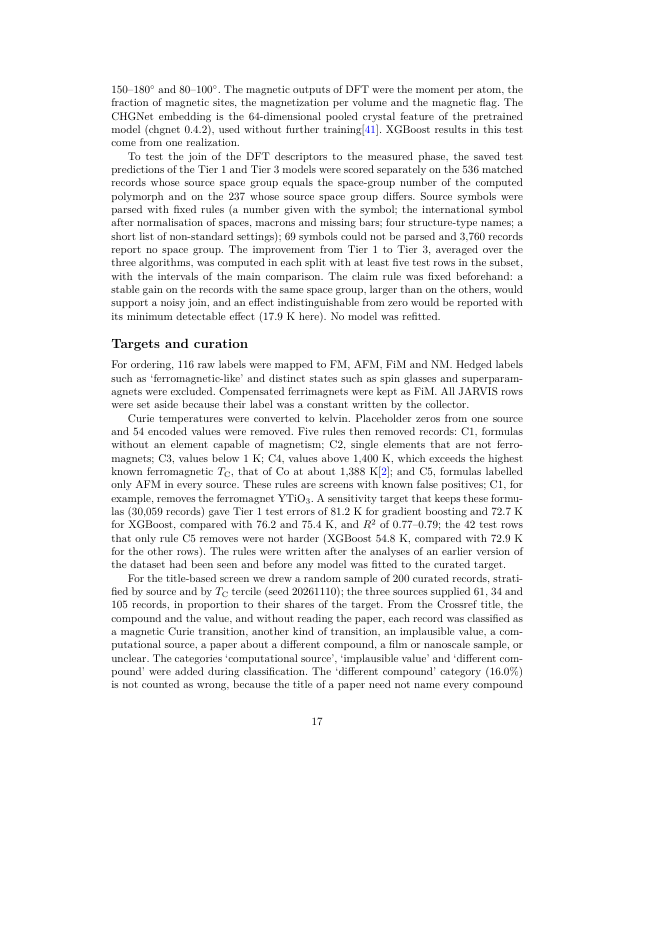 150–180° and 80–100°. The magnetic outputs of DFT were the moment per atom, the
fraction of magnetic sites, the magnetization per volume and the magnetic flag. The
CHGNet embedding is the 64-dimensional pooled crystal feature of the pretrained
model (chgnet 0.4.2), used without further training[41]. XGBoost results in this test
come from one realization.
To test the join of the DFT descriptors to the measured phase, the saved test
predictions of the Tier 1 and Tier 3 models were scored separately on the 536 matched
records whose source space group equals the space-group number of the computed
polymorph and on the 237 whose source space group differs. Source symbols were
parsed with fixed rules (a number given with the symbol; the international symbol
after normalisation of spaces, macrons and missing bars; four structure-type names; a
short list of non-standard settings); 69 symbols could not be parsed and 3,760 records
report no space group. The improvement from Tier 1 to Tier 3, averaged over the
three algorithms, was computed in each split with at least five test rows in the subset,
with the intervals of the main comparison. The claim rule was fixed beforehand: a
stable gain on the records with the same space group, larger than on the others, would
support a noisy join, and an effect indistinguishable from zero would be reported with
its minimum detectable effect (17.9 K here). No model was refitted.
Targets and curation
For ordering, 116 raw labels were mapped to FM, AFM, FiM and NM. Hedged labels
such as ‘ferromagnetic-like’ and distinct states such as spin glasses and superparam-
agnets were excluded. Compensated ferrimagnets were kept as FiM. All JARVIS rows
were set aside because their label was a constant written by the collector.
Curie temperatures were converted to kelvin. Placeholder zeros from one source
and 54 encoded values were removed. Five rules then removed records: C1, formulas
without an element capable of magnetism; C2, single elements that are not ferro-
magnets; C3, values below 1 K; C4, values above 1,400 K, which exceeds the highest
known ferromagnetic TC, that of Co at about 1,388 K[2]; and C5, formulas labelled
only AFM in every source. These rules are screens with known false positives; C1, for
example, removes the ferromagnet YTiO3. A sensitivity target that keeps these formu-
las (30,059 records) gave Tier 1 test errors of 81.2 K for gradient boosting and 72.7 K
for XGBoost, compared with 76.2 and 75.4 K, and R2 of 0.77–0.79; the 42 test rows
that only rule C5 removes were not harder (XGBoost 54.8 K, compared with 72.9 K
for the other rows). The rules were written after the analyses of an earlier version of
the dataset had been seen and before any model was fitted to the curated target.
For the title-based screen we drew a random sample of 200 curated records, strati-
fied by source and by TC tercile (seed 20261110); the three sources supplied 61, 34 and
105 records, in proportion to their shares of the target. From the Crossref title, the
compound and the value, and without reading the paper, each record was classified as
a magnetic Curie transition, another kind of transition, an implausible value, a com-
putational source, a paper about a different compound, a film or nanoscale sample, or
unclear. The categories ‘computational source’, ‘implausible value’ and ‘different com-
pound’ were added during classification. The ‘different compound’ category (16.0%)
is not counted as wrong, because the title of a paper need not name every compound
17